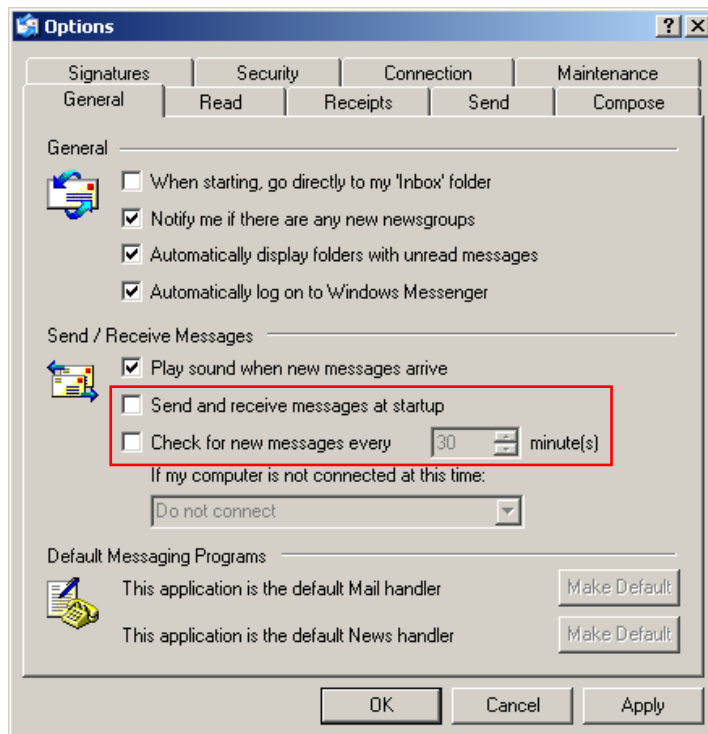 Options
Signatures Security Connection Maintenance
General Read Receipts Send Compose
General
When starting, go directly to my 'Inbox' folder
Notify me if there are any new newsgroups
Automatically display folders with unread messages
Automatically log on to Windows Messenger
Send / Receive Messages
Play sound when new messages arrive
Send and receive messages at startup
Check for new messages every 30 minute(s)
If my computer is not connected at this time:
Do not connect
Default Messaging Programs
This application is the default Mail handler Make Default
This application is the default News handler Make Default
OK Cancel Apply